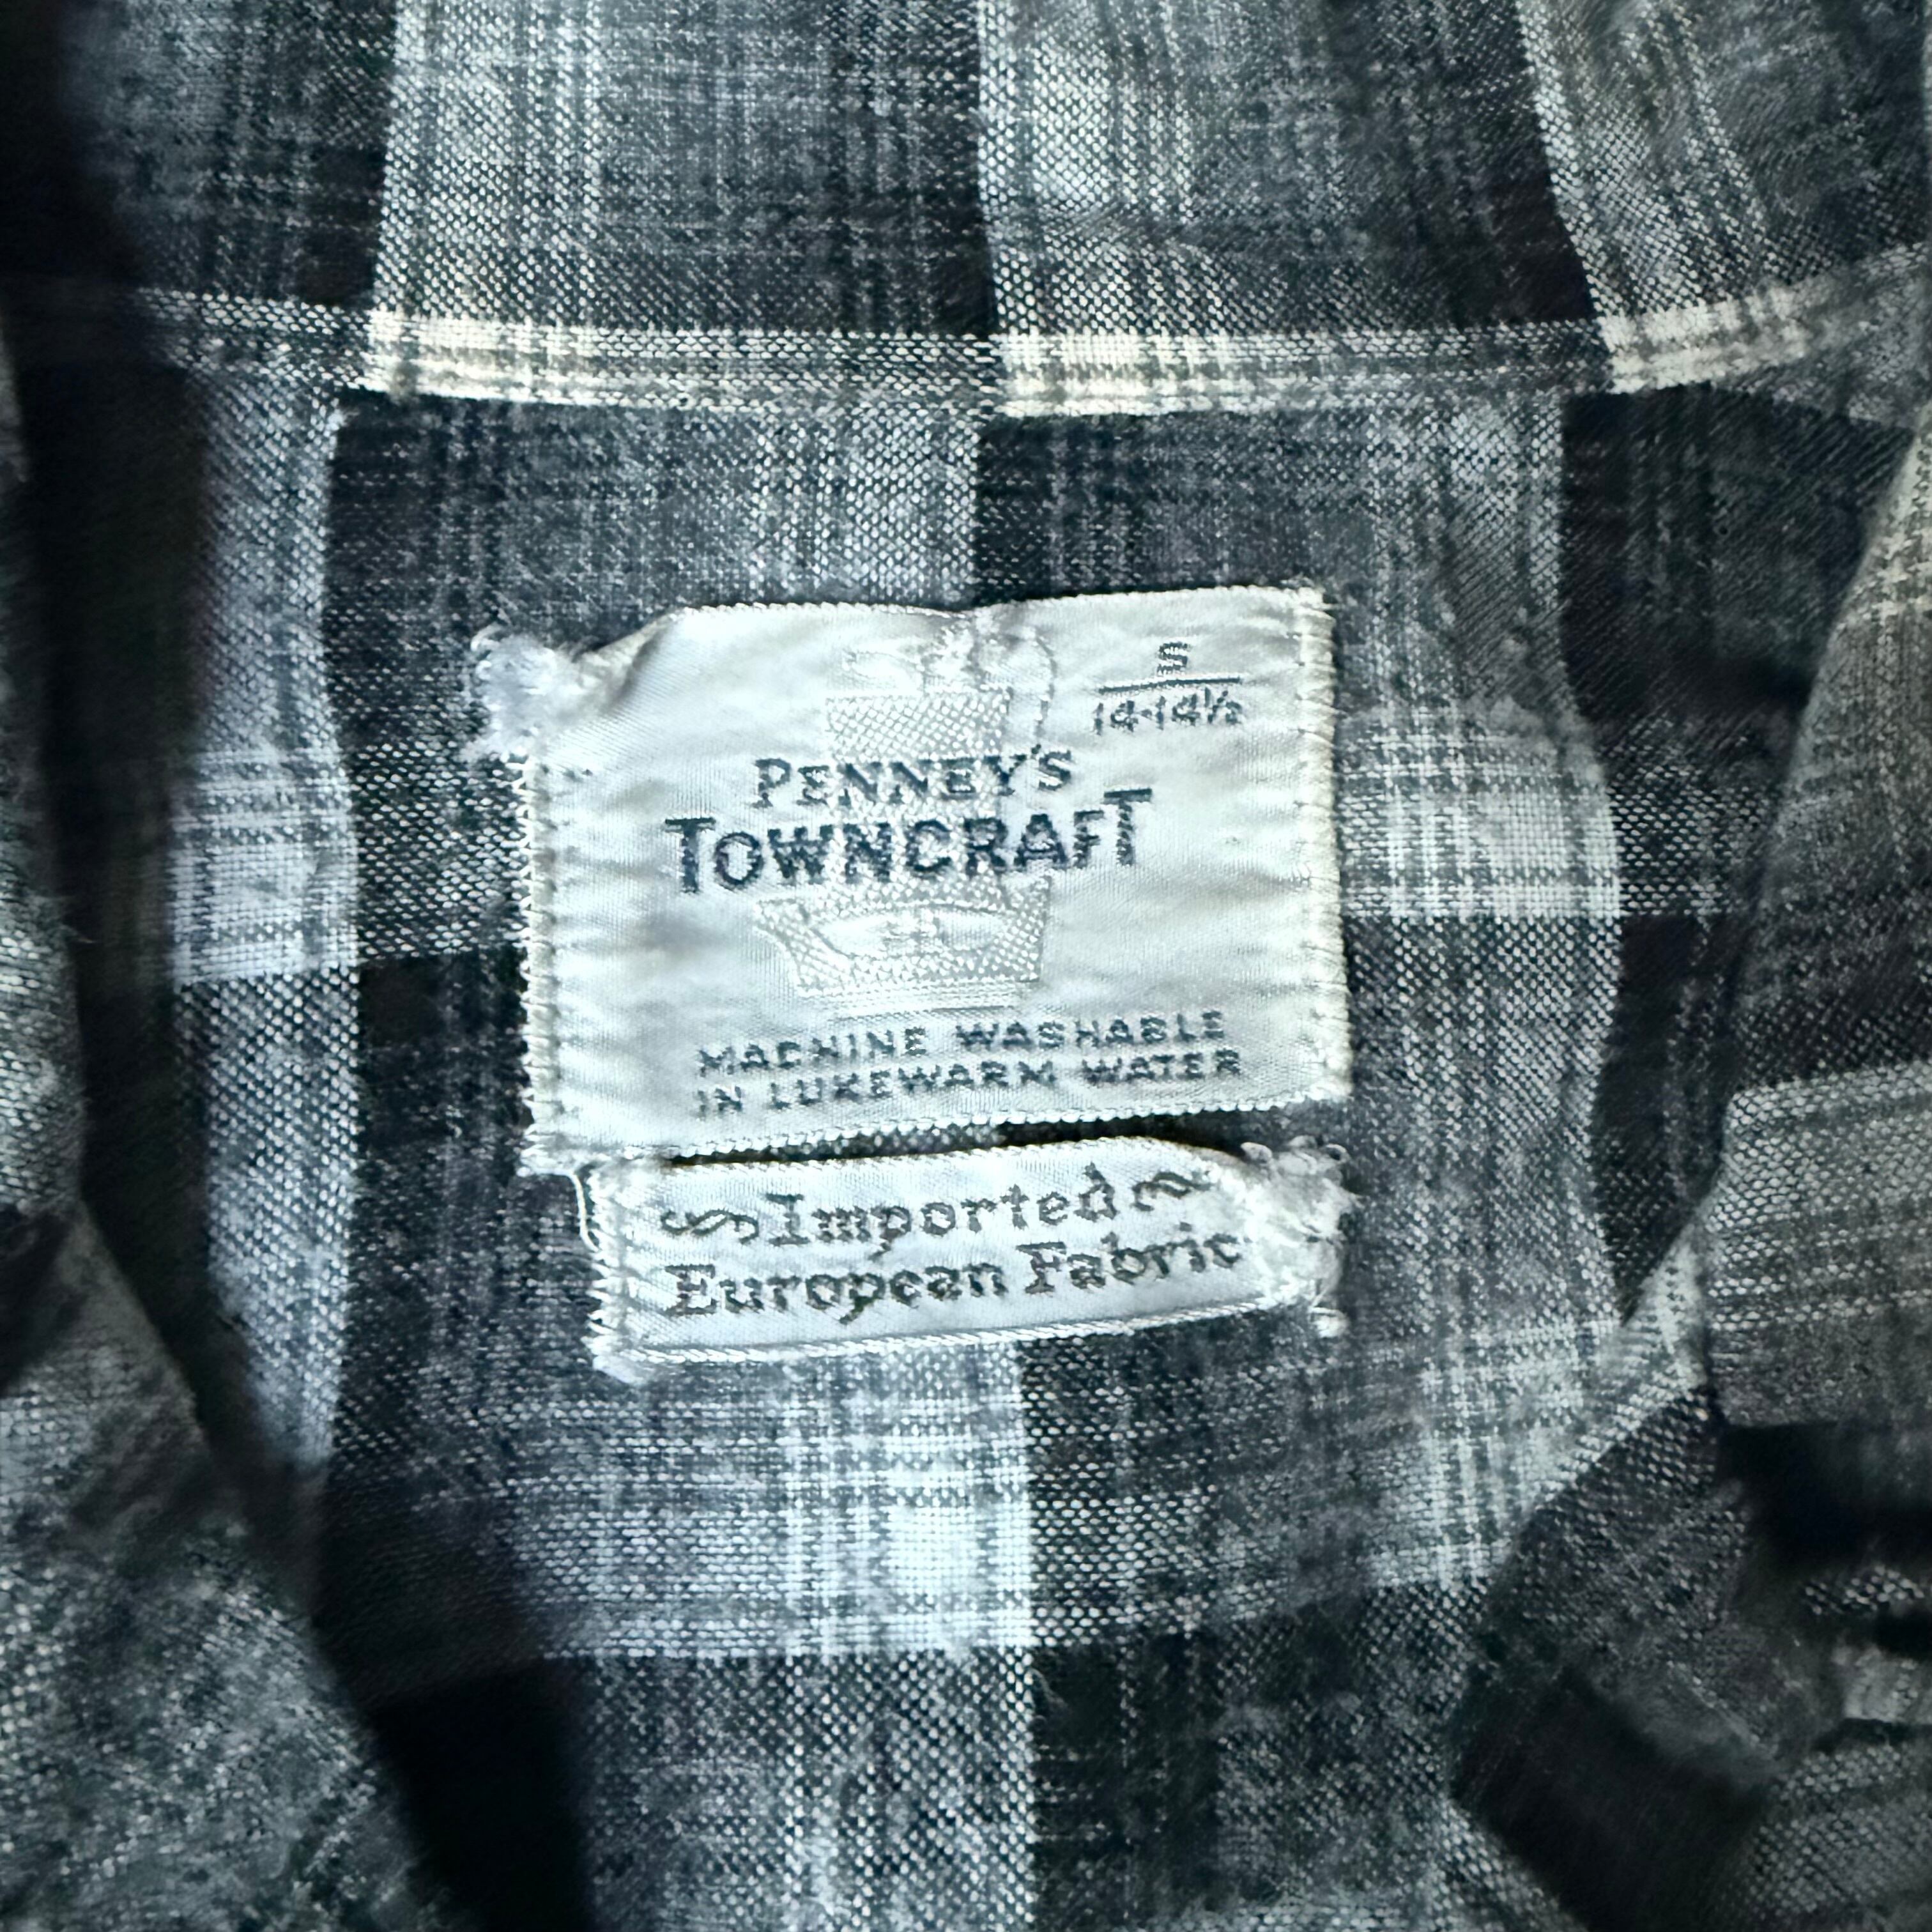 S
14-14½
PENNEY'S
TOWNCRAFT
MACHINE WASHABLE
IN LUKEWARM WATER
Imported
European Fabric